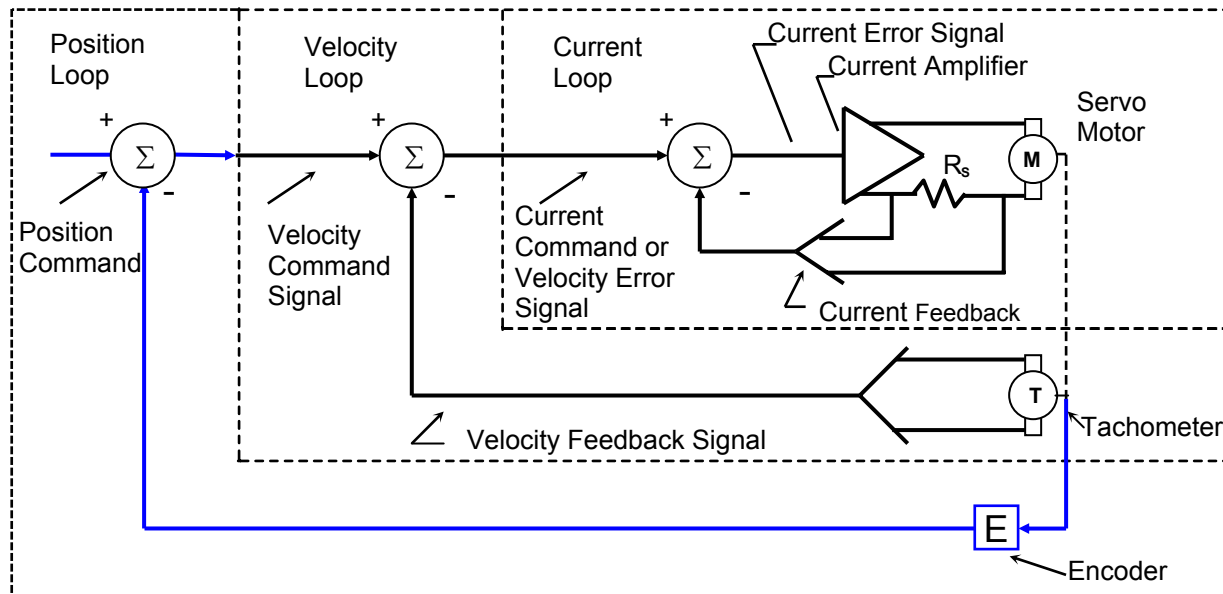 Position
Loop
Velocity
Loop
Current
Loop
Current Error Signal
Current Amplifier
Servo
Motor
+
Σ
-
+
Σ
-
+
Σ
-
Rs
M
Position
Command
Velocity
Command
Signal
Current
Command or
Velocity Error
Signal
Current Feedback
T
Tachometer
Velocity Feedback Signal
E
Encoder